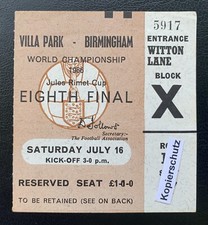 VILLA PARK - BIRMINGHAM
WORLD CHAMPIONSHIP
1966
Jules Rimet Cup
EIGHTH FINAL
Secretary,
The Football Association
SATURDAY JULY 16
KICK-OFF 3-0 p.m.
RESERVED SEAT £1-0-0
TO BE RETAINED (SEE ON BACK)
5917
ENTRANCE
WITTON
LANE
BLOCK
X
Kopierschutz